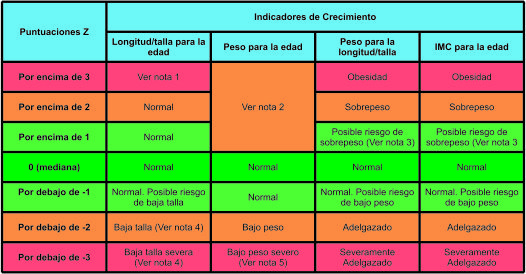 Puntuaciones Z
Indicadores de Crecimiento
Longitud/talla para la
edad
Peso para la edad
Peso para la
longitud/talla
IMC para la edad
Por encima de 3
Ver nota 1
Ver nota 2
Obesidad
Obesidad
Por encima de 2
Normal
Sobrepeso
Sobrepeso
Por encima de 1
Normal
Posible riesgo de
sobrepeso (Ver nota 3)
Posible riesgo de
sobrepeso (Ver nota 3
0 (mediana)
Normal
Normal
Normal
Normal
Por debajo de -1
Normal. Posible riesgo
de baja talla
Normal
Normal. Posible riesgo
de bajo peso
Normal. Posible riesgo
de bajo peso
Por debajo de -2
Baja talla (Ver nota 4)
Bajo peso
Adelgazado
Adelgazado
Por debajo de -3
Baja talla severa
(Ver nota 4)
Bajo peso severo
(Ver nota 5)
Severamente
Adelgazado
Severamente
Adelgazado